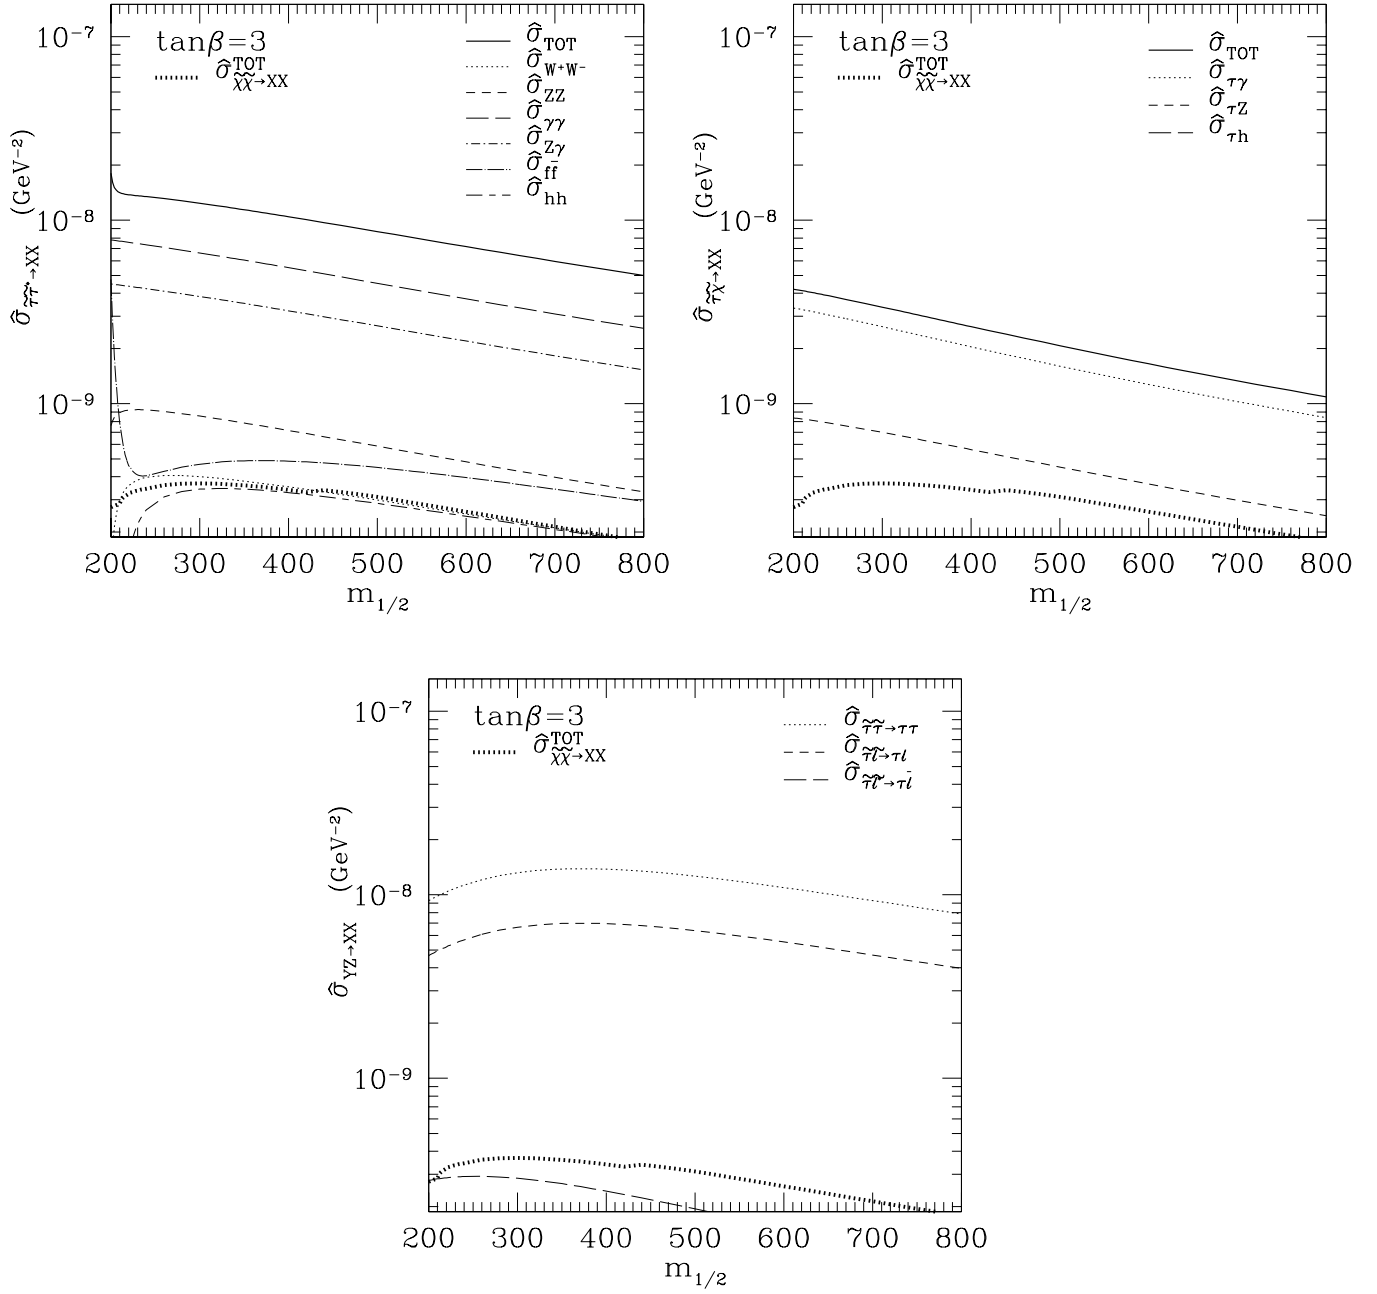 tanβ=3
σ̂^TOT_χ̃χ̃→XX
σ̂_TOT
σ̂_W⁺W⁻
σ̂_ZZ
σ̂_γγ
σ̂_Zγ
σ̂_ff̄
σ̂_hh
10⁻⁷
10⁻⁸
10⁻⁹
σ̂_τ̃τ̃*→XX (GeV⁻²)
200 300 400 500 600 700 800
m_1/2
tanβ=3
σ̂^TOT_χ̃χ̃→XX
σ̂_TOT
σ̂_τγ
σ̂_τZ
σ̂_τh
10⁻⁷
10⁻⁸
10⁻⁹
σ̂_τ̃χ̃→XX (GeV⁻²)
200 300 400 500 600 700 800
m_1/2
tanβ=3
σ̂^TOT_χ̃χ̃→XX
σ̂_τ̃τ̃→ττ
σ̂_τ̃l̃→τl
σ̂_τ̃l̃*→τl̄
10⁻⁷
10⁻⁸
10⁻⁹
σ̂_YZ→XX (GeV⁻²)
200 300 400 500 600 700 800
m_1/2